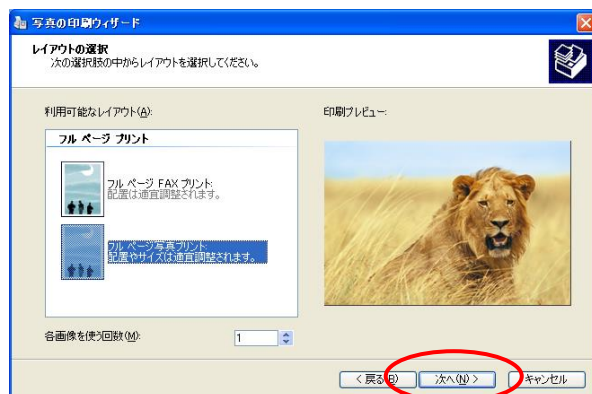 写真の印刷ウィザード
レイアウトの選択
次の選択肢の中からレイアウトを選択してください。
利用可能なレイアウト(A):
印刷プレビュー:
フル ページ プリント
フル ページ FAX プリント:
配置は適宜調整されます。
フル ページ写真プリント:
配置やサイズは適宜調整されます。
各画像を使う回数(M):
1
< 戻る(B)
次へ(N) >
キャンセル